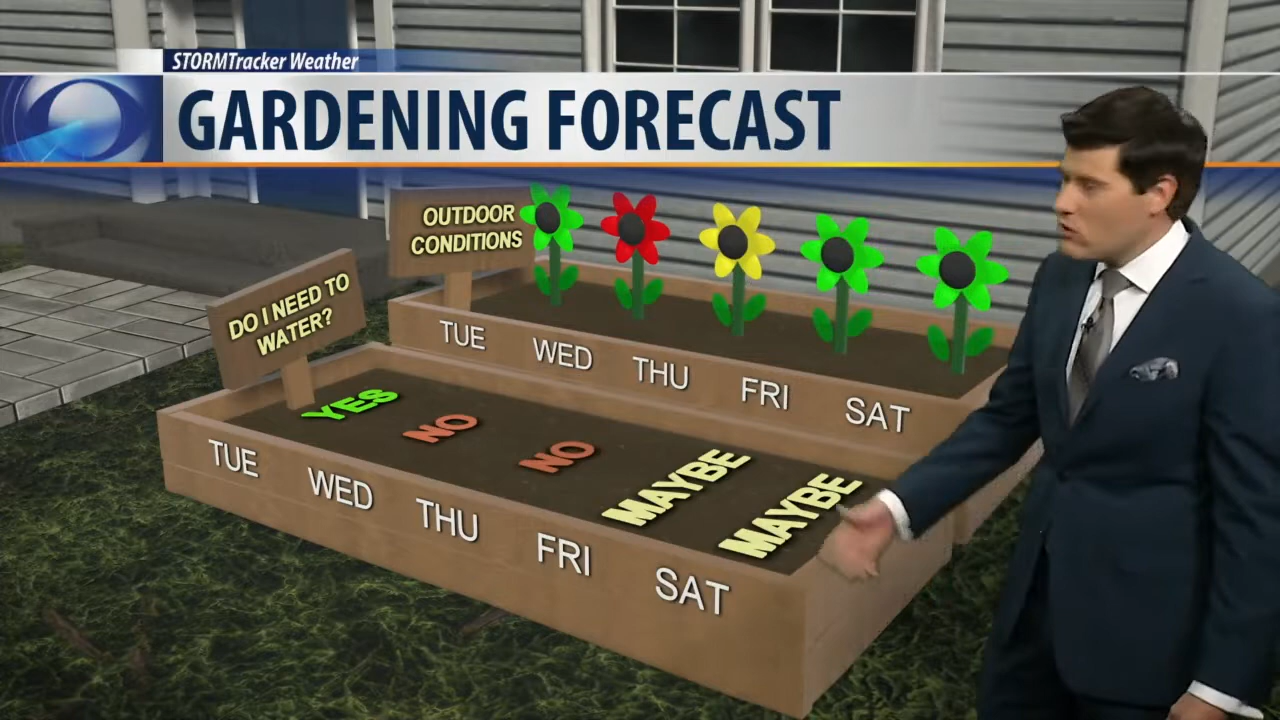 STORMTracker Weather
GARDENING FORECAST
OUTDOOR
CONDITIONS
TUE WED THU FRI SAT
DO I NEED TO
WATER?
YES NO NO MAYBE MAYBE
TUE WED THU FRI SAT